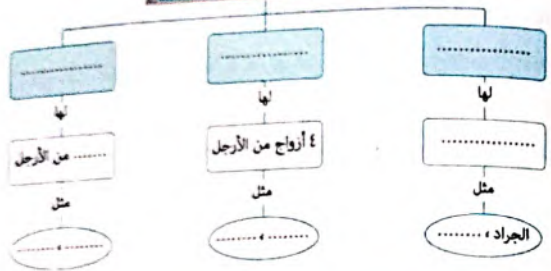 .................. .................. ..................
لها لها لها
.................. ٤ أزواج من الأرجل ....... من الأرجل
مثل مثل مثل
الجراد ، ........ ........ ، ........ ........ ، ........